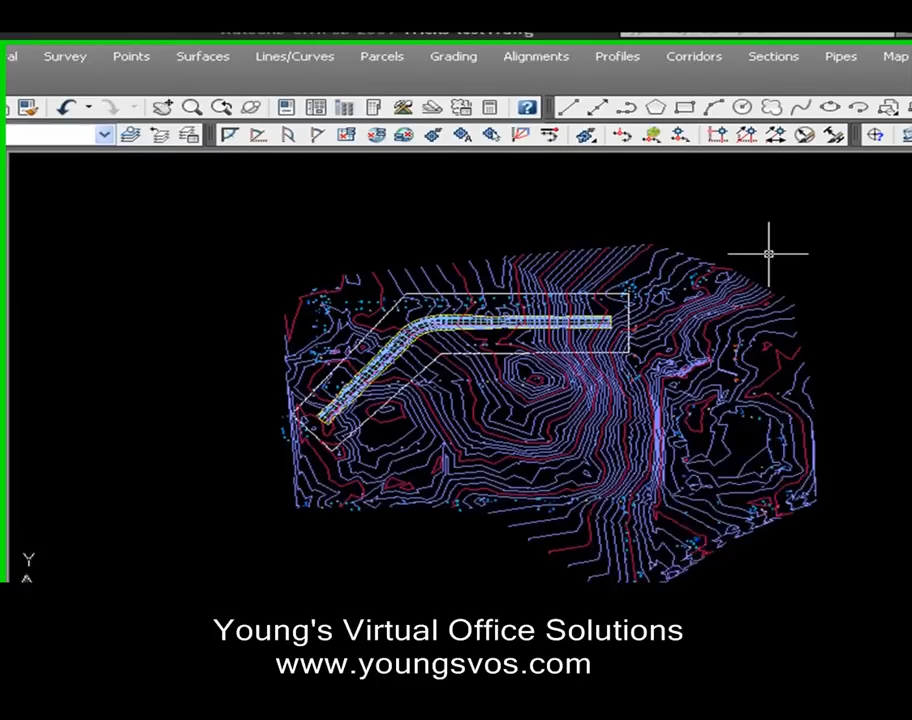 al Survey Points Surfaces Lines/Curves Parcels Grading Alignments Profiles Corridors Sections Pipes Map
Y
Young's Virtual Office Solutions
www.youngsvos.com